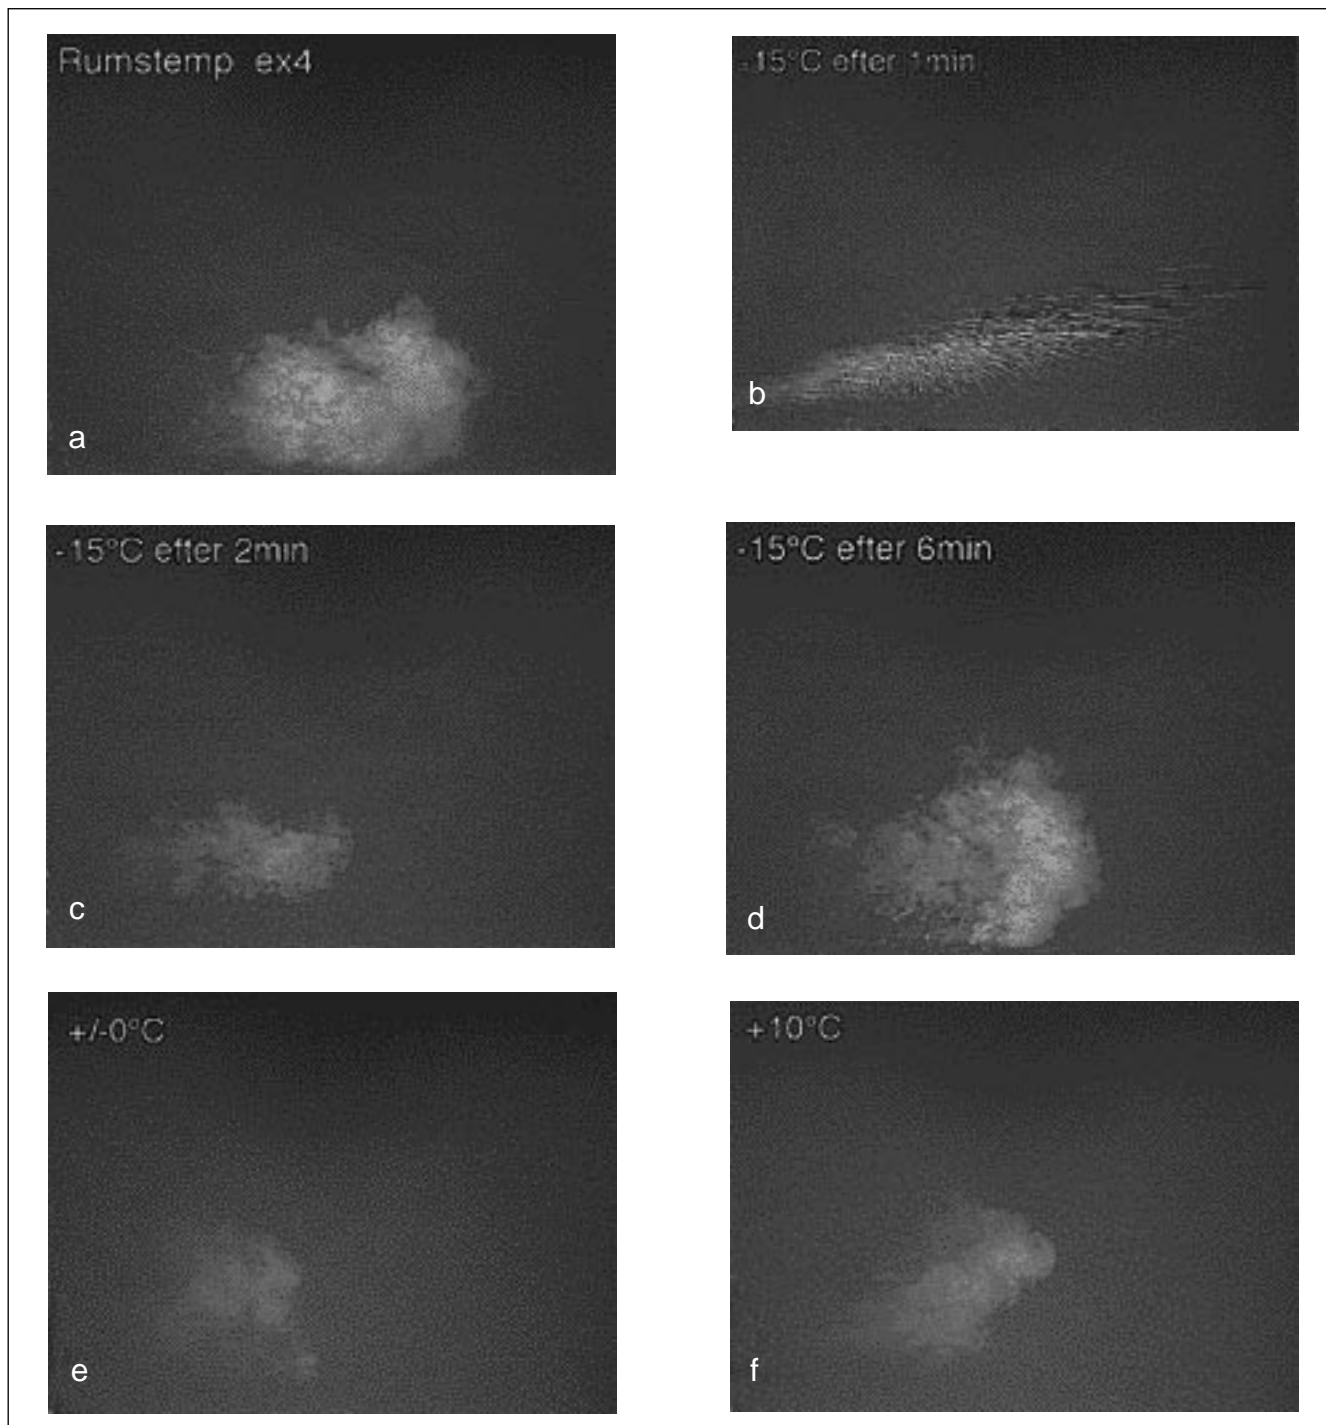 Rumstemp ex4
a
-15°C efter 1min
b
-15°C efter 2min
c
-15°C efter 6min
d
+/-0°C
e
+10°C
f